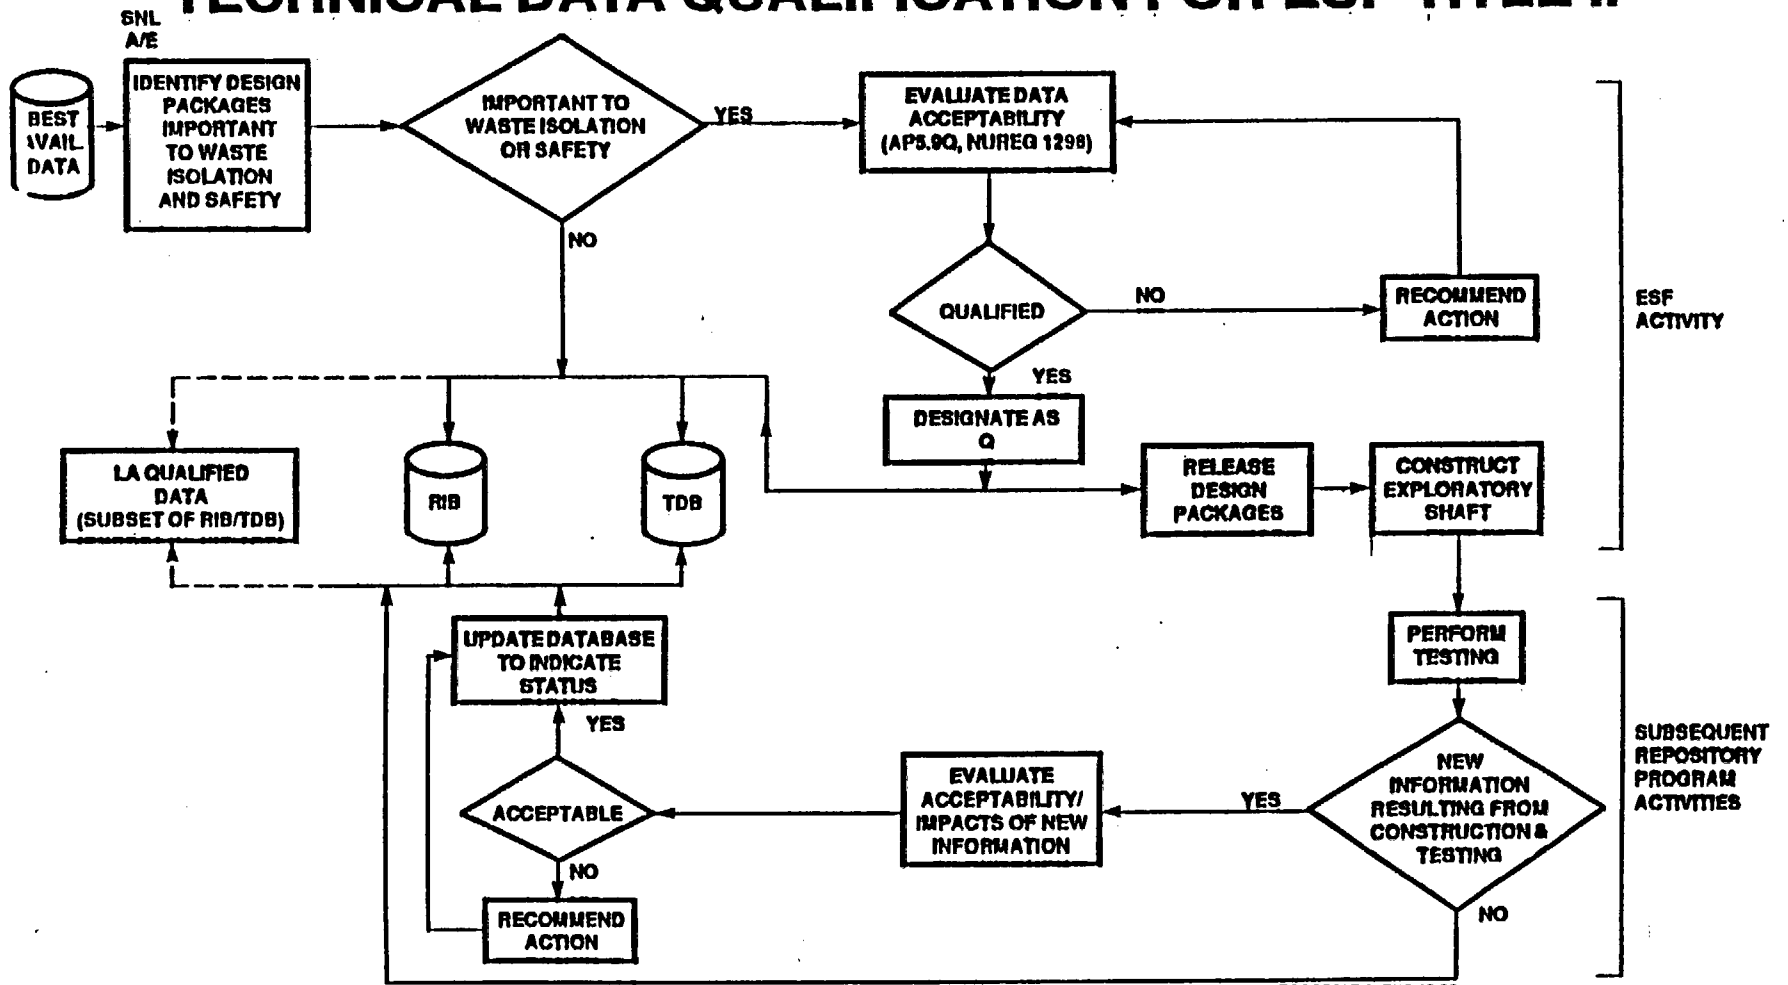 TECHNICAL DATA QUALIFICATION FOR ESF TITLE II
SNL
A/E
BEST
AVAIL.
DATA
IDENTIFY DESIGN
PACKAGES
IMPORTANT
TO WASTE
ISOLATION
AND SAFETY
IMPORTANT TO
WASTE ISOLATION
OR SAFETY
YES
NO
EVALUATE DATA
ACCEPTABILITY
(AP5.9Q, NUREG 1298)
QUALIFIED
NO
RECOMMEND
ACTION
YES
DESIGNATE AS
Q
ESF
ACTIVITY
LA QUALIFIED
DATA
(SUBSET OF RIB/TDB)
RIB
TDB
RELEASE
DESIGN
PACKAGES
CONSTRUCT
EXPLORATORY
SHAFT
UPDATE DATABASE
TO INDICATE
STATUS
YES
ACCEPTABLE
NO
RECOMMEND
ACTION
EVALUATE
ACCEPTABILITY/
IMPACTS OF NEW
INFORMATION
YES
PERFORM
TESTING
NEW
INFORMATION
RESULTING FROM
CONSTRUCTION &
TESTING
NO
SUBSEQUENT
REPOSITORY
PROGRAM
ACTIVITIES